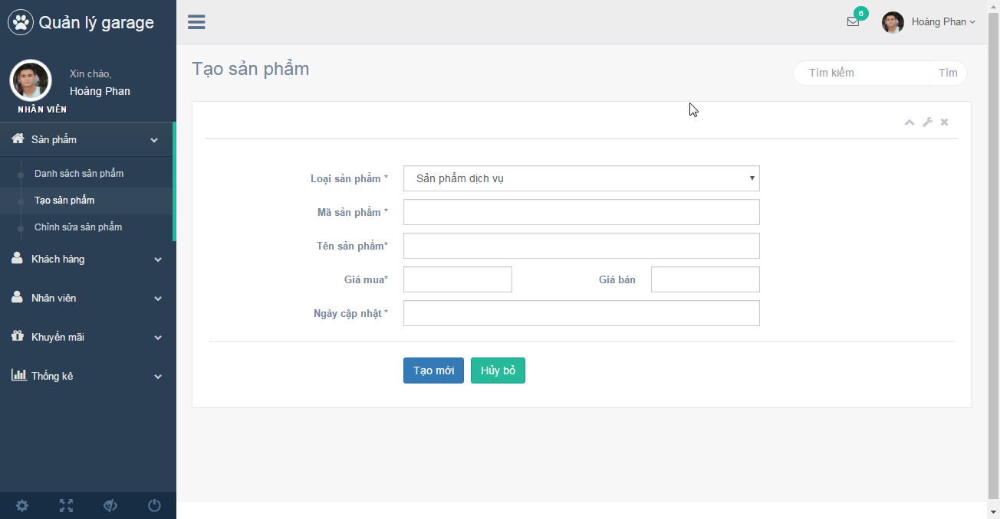 Quản lý garage
6
Hoàng Phan
Xin chào,
Hoàng Phan
NHÂN VIÊN
Tạo sản phẩm
Tìm kiếm
Tìm
Sản phẩm
Danh sách sản phẩm
Tạo sản phẩm
Chỉnh sửa sản phẩm
Khách hàng
Nhân viên
Khuyến mãi
Thống kê
Loại sản phẩm *
Sản phẩm dịch vụ
Mã sản phẩm *
Tên sản phẩm*
Giá mua*
Giá bán
Ngày cập nhật *
Tạo mới
Hủy bỏ